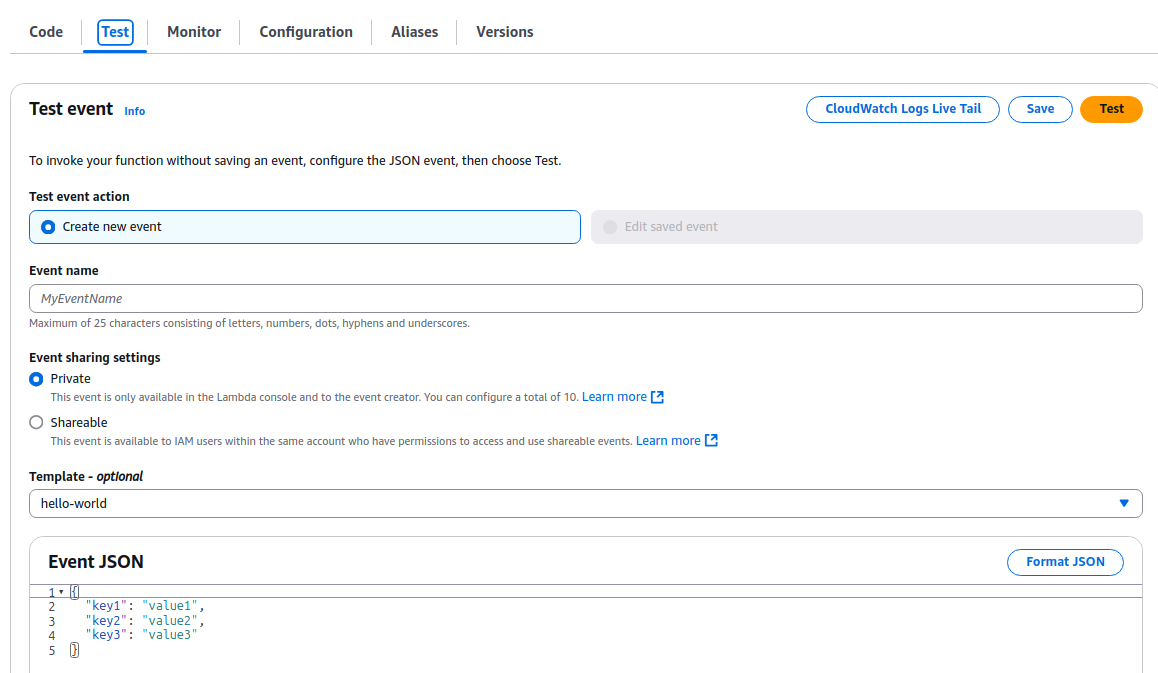 Code Test Monitor Configuration Aliases Versions
Test event Info CloudWatch Logs Live Tail Save Test
To invoke your function without saving an event, configure the JSON event, then choose Test.
Test event action
Create new event Edit saved event
Event name
MyEventName
Maximum of 25 characters consisting of letters, numbers, dots, hyphens and underscores.
Event sharing settings
Private
This event is only available in the Lambda console and to the event creator. You can configure a total of 10. Learn more
Shareable
This event is available to IAM users within the same account who have permissions to access and use shareable events. Learn more
Template - optional
hello-world
Event JSON Format JSON
1 {
2 "key1": "value1",
3 "key2": "value2",
4 "key3": "value3"
5 }